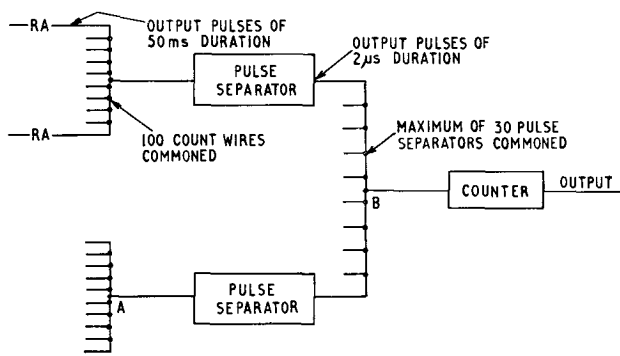 RA
OUTPUT PULSES OF
50ms DURATION
OUTPUT PULSES OF
2µs DURATION
PULSE
SEPARATOR
RA
100 COUNT WIRES
COMMONED
MAXIMUM OF 30 PULSE
SEPARATORS COMMONED
B
COUNTER
OUTPUT
A
PULSE
SEPARATOR